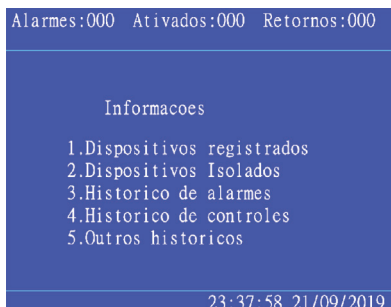 Alarmes:000 Ativados:000 Retornos:000
Informacoes
1.Dispositivos registrados
2.Dispositivos Isolados
3.Historico de alarmes
4.Historico de controles
5.Outros historicos
23:37:58 21/09/2019